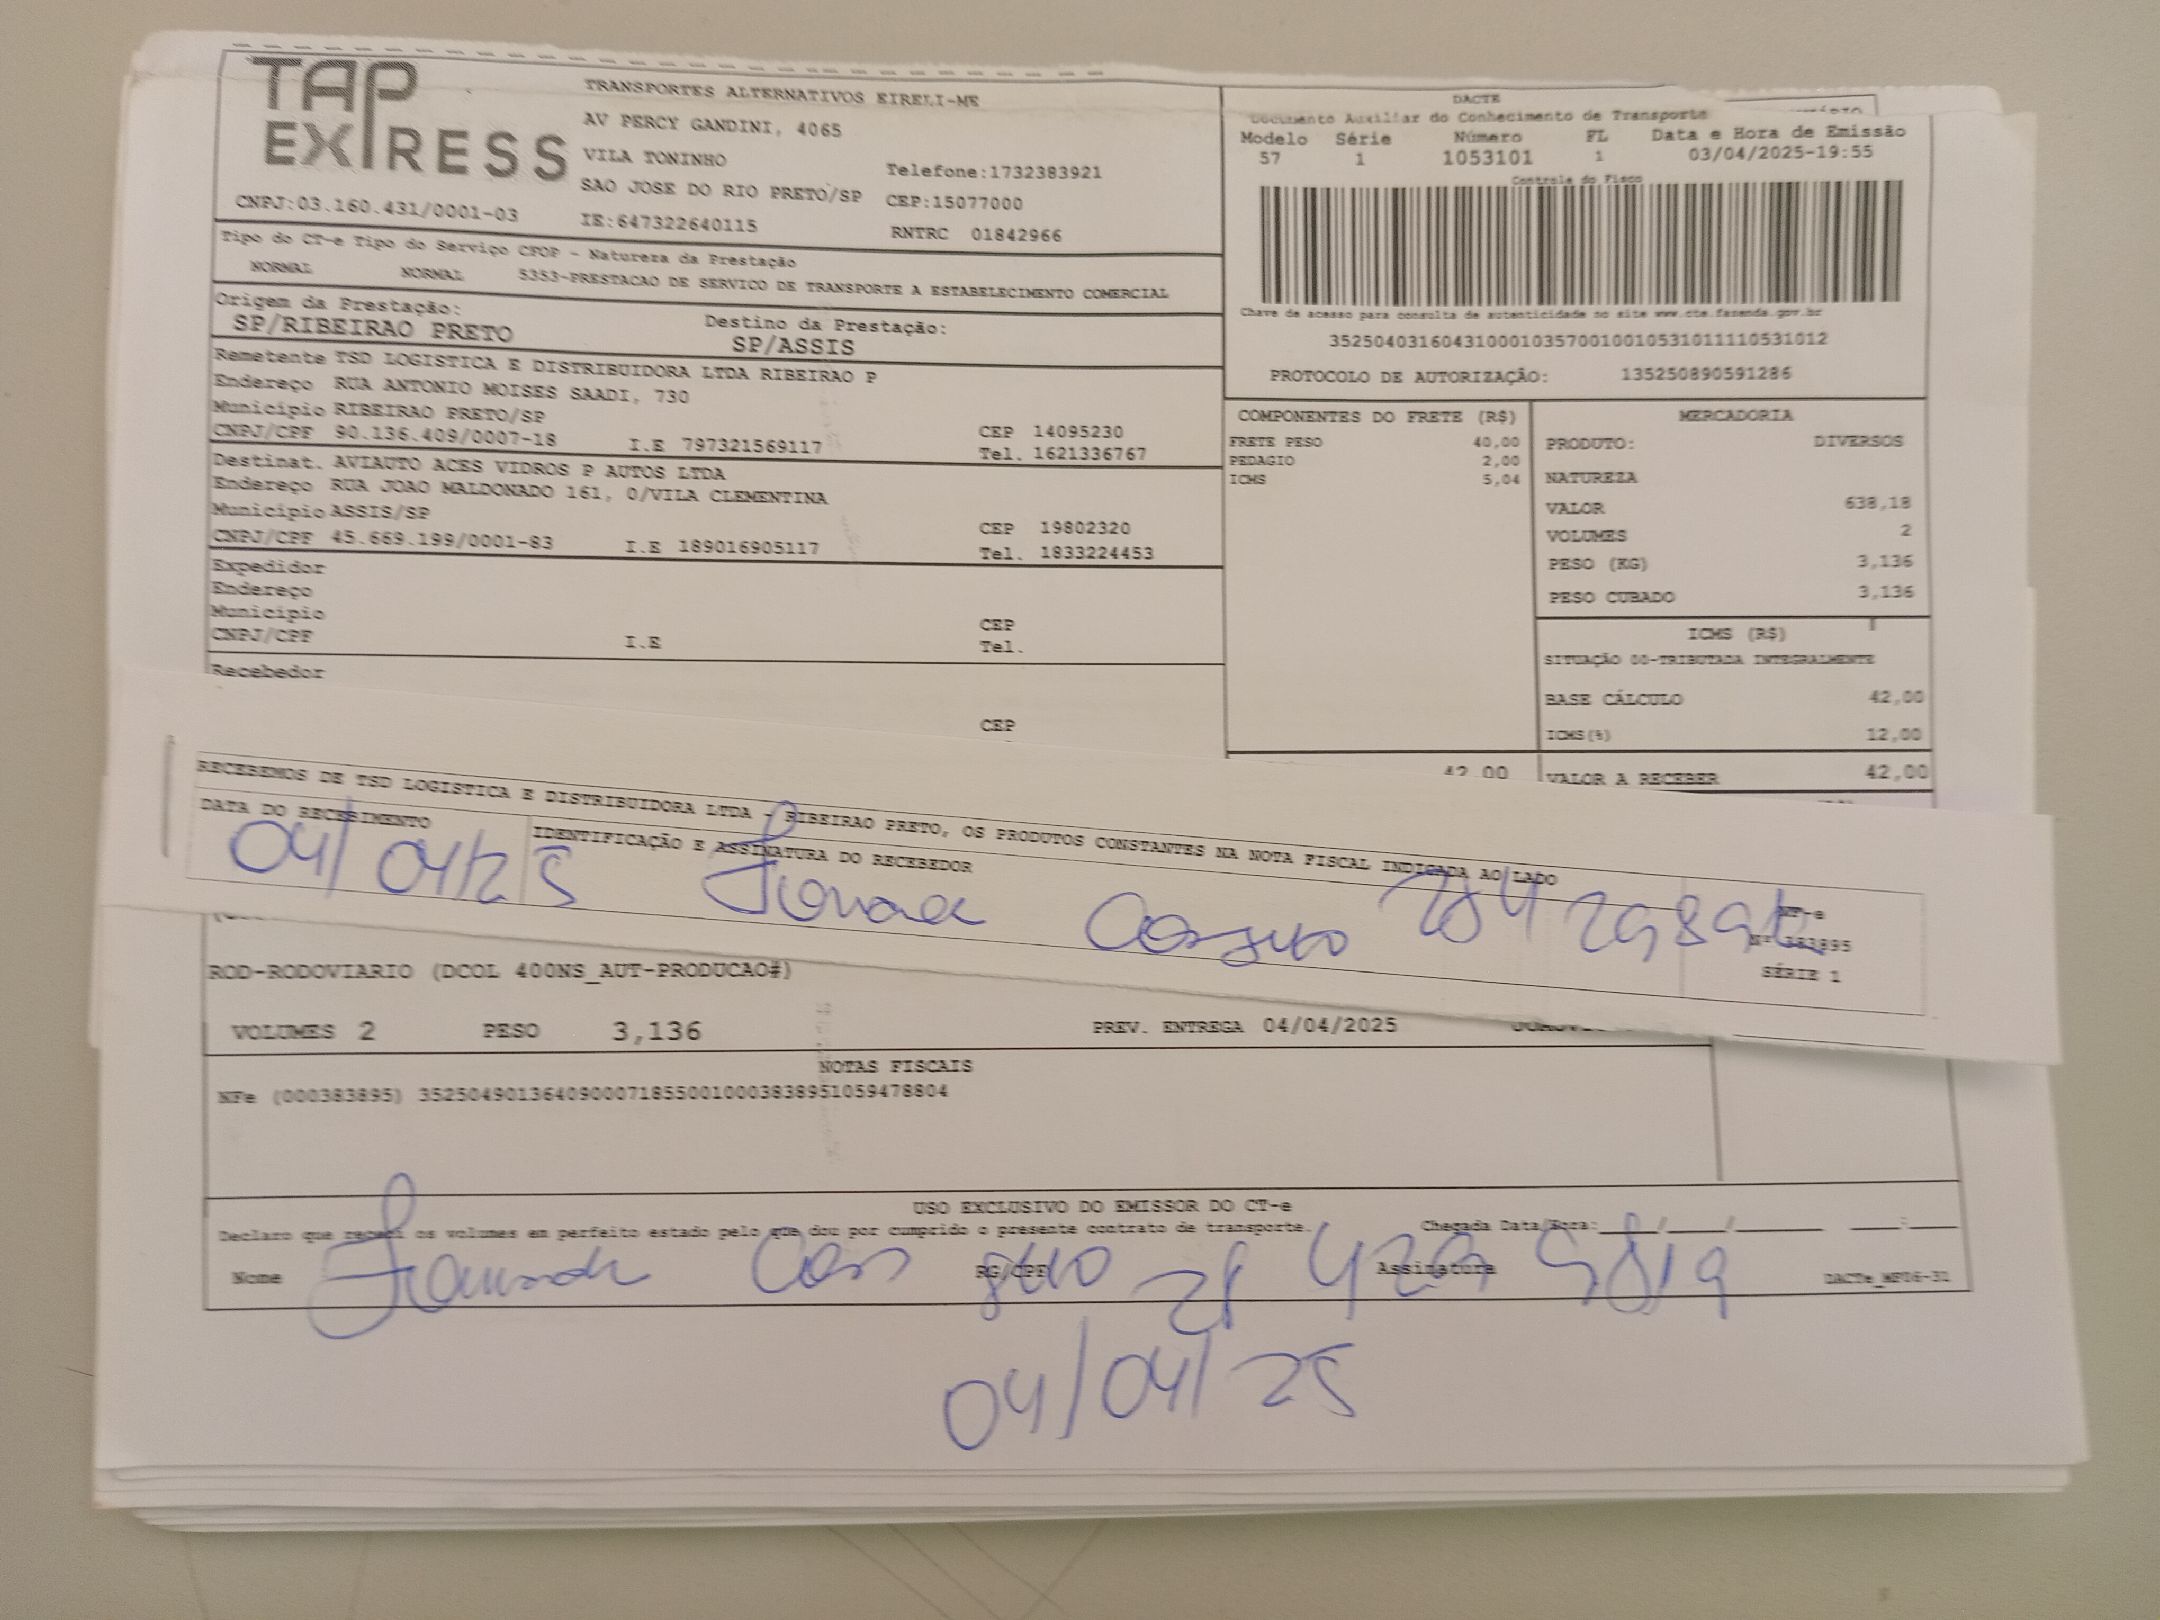 TAP
EXPRESS
TRANSPORTES ALTERNATIVOS EIRELI-ME
AV PERCY GANDINI, 4065
VILA TONINHO
SAO JOSE DO RIO PRETO/SP
Telefone:1732383921
CEP:15077000
CNPJ:03.160.431/0001-03
IE:647322640115
RNTRC 01842966
DACTE
Documento Auxiliar do Conhecimento de Transporte
Modelo Série Número FL Data e Hora de Emissão
57 1 1053101 1 03/04/2025-19:55
Controle do Fisco
Chave de acesso para consulta de autenticidade no site www.cte.fazenda.gov.br
35250403160431000103570010010531011110531012
PROTOCOLO DE AUTORIZAÇÃO: 135250890591286
Tipo do CT-e Tipo do Serviço CFOP - Natureza da Prestação
NORMAL NORMAL 5353-PRESTACAO DE SERVICO DE TRANSPORTE A ESTABELECIMENTO COMERCIAL
Origem da Prestação:
SP/RIBEIRAO PRETO
Destino da Prestação:
SP/ASSIS
Remetente TSD LOGISTICA E DISTRIBUIDORA LTDA RIBEIRAO P
Endereço RUA ANTONIO MOISES SAADI, 730
Município RIBEIRAO PRETO/SP CEP 14095230
CNPJ/CPF 90.136.409/0007-18 I.E 797321569117 Tel. 1621336767
Destinat. AVIAUTO ACES VIDROS P AUTOS LTDA
Endereço RUA JOAO MALDONADO 161, 0/VILA CLEMENTINA
Município ASSIS/SP CEP 19802320
CNPJ/CPF 45.669.199/0001-83 I.E 189016905117 Tel. 1833224453
Expedidor
Endereço
Município CEP
CNPJ/CPF I.E Tel.
Recebedor
CEP
COMPONENTES DO FRETE (R$)
FRETE PESO 40,00
PEDAGIO 2,00
ICMS 5,04
42,00
MERCADORIA
PRODUTO: DIVERSOS
NATUREZA
VALOR 638,18
VOLUMES 2
PESO (KG) 3,136
PESO CUBADO 3,136
ICMS (R$)
SITUAÇÃO 00-TRIBUTADA INTEGRALMENTE
BASE CÁLCULO 42,00
ICMS(%) 12,00
VALOR A RECEBER 42,00
RECEBEMOS DE TSD LOGISTICA E DISTRIBUIDORA LTDA - RIBEIRAO PRETO, OS PRODUTOS CONSTANTES NA NOTA FISCAL INDICADA AO LADO
DATA DO RECEBIMENTO
IDENTIFICAÇÃO E ASSINATURA DO RECEBEDOR
04/04/25
NF-e
Nº 383895
SÉRIE 1
ROD-RODOVIARIO (DCOL 400NS_AUT-PRODUCAO#)
VOLUMES 2 PESO 3,136 PREV. ENTREGA 04/04/2025
NOTAS FISCAIS
NFe (000383895) 35250490136409000718550010003838951059478804
USO EXCLUSIVO DO EMISSOR DO CT-e
Declaro que recebi os volumes em perfeito estado pelo que dou por cumprido o presente contrato de transporte. Chegada Data/Hora: / / :
Nome RG/CPF Assinatura
04/04/25